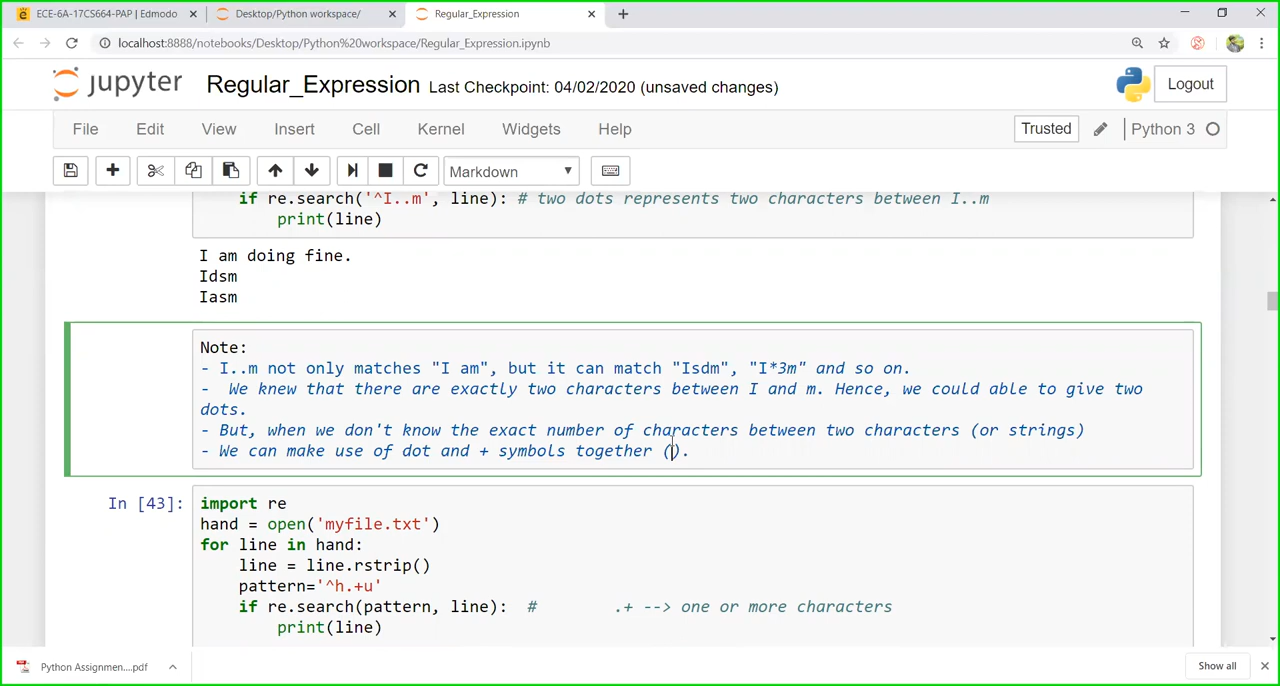 ECE-6A-17CS664-PAP | Edmodo
Desktop/Python workspace/
Regular_Expression
localhost:8888/notebooks/Desktop/Python%20workspace/Regular_Expression.ipynb
jupyter Regular_Expression Last Checkpoint: 04/02/2020 (unsaved changes) Logout
File Edit View Insert Cell Kernel Widgets Help Trusted Python 3
Markdown
if re.search('^I..m', line): # two dots represents two characters between I..m
print(line)
I am doing fine.
Idsm
Iasm
Note:
- I..m not only matches "I am", but it can match "Isdm", "I*3m" and so on.
- We knew that there are exactly two characters between I and m. Hence, we could able to give two
dots.
- But, when we don't know the exact number of characters between two characters (or strings)
- We can make use of dot and + symbols together ().
In [43]:
import re
hand = open('myfile.txt')
for line in hand:
line = line.rstrip()
pattern='^h.+u'
if re.search(pattern, line): # .+ --> one or more characters
print(line)
Python Assignmen....pdf
Show all